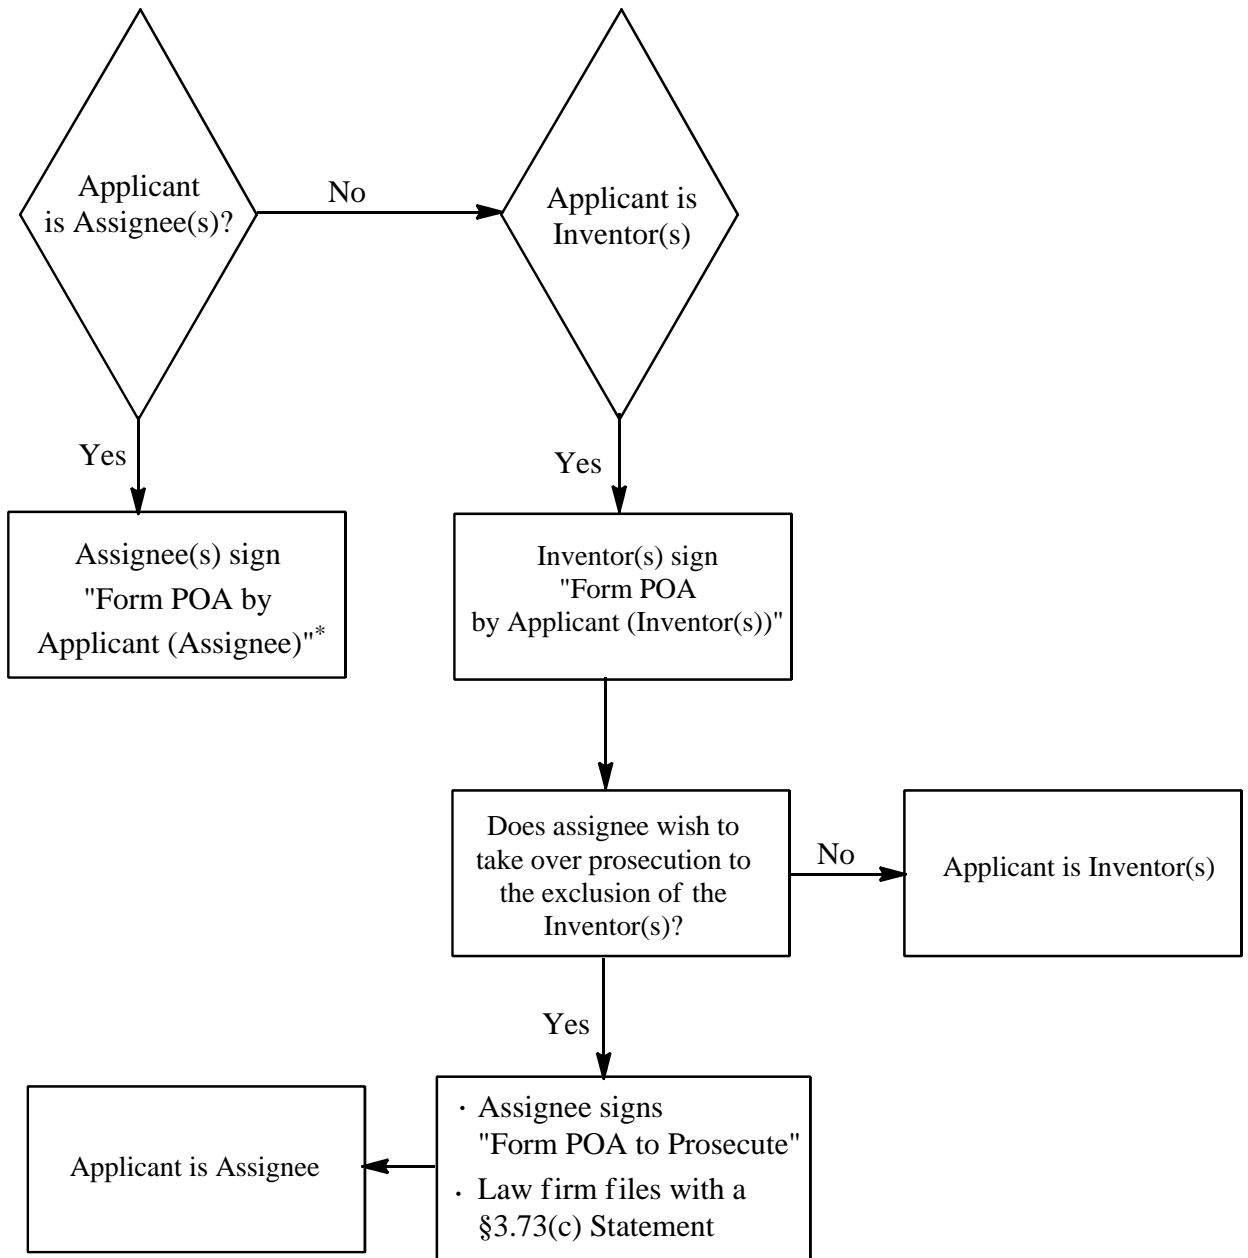 Applicant
is Assignee(s)?
No
Applicant is
Inventor(s)
Yes
Yes
Assignee(s) sign
"Form POA by
Applicant (Assignee)"*
Inventor(s) sign
"Form POA
by Applicant (Inventor(s))"
Does assignee wish to
take over prosecution to
the exclusion of the
Inventor(s)?
No
Applicant is Inventor(s)
Yes
· Assignee signs
"Form POA to Prosecute"
· Law firm files with a
§3.73(c) Statement
Applicant is Assignee